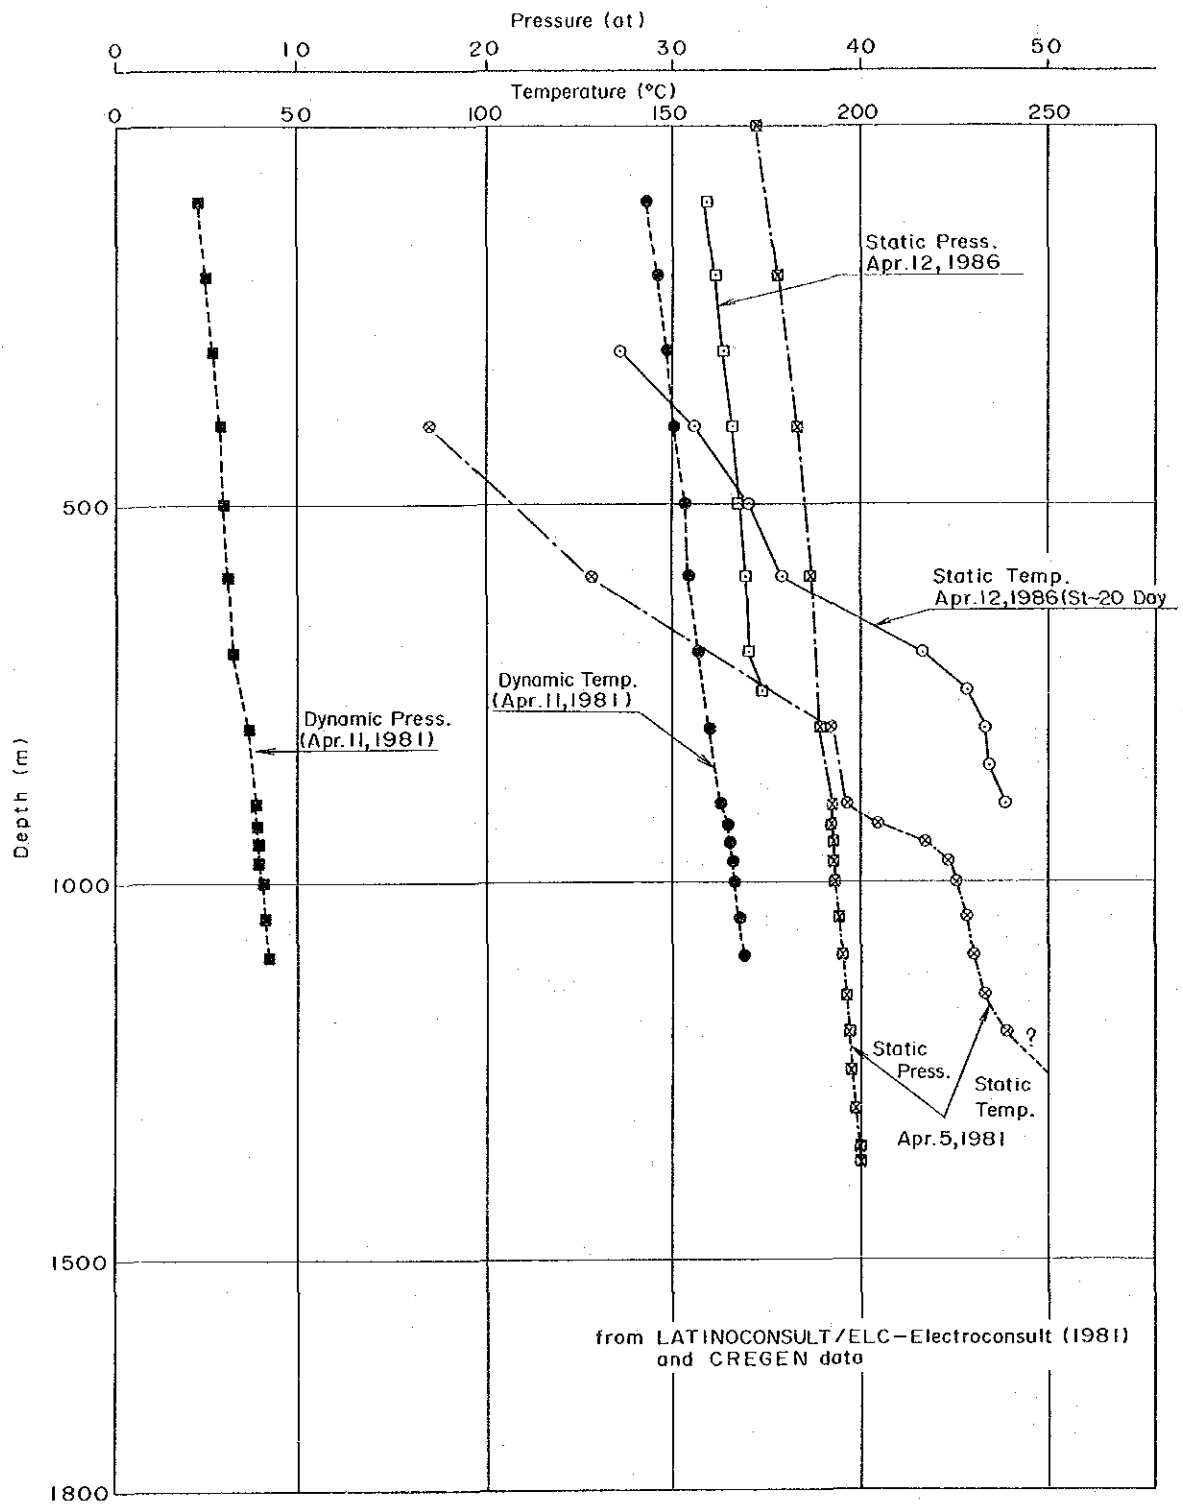 Pressure (at)
0 10 20 30 40 50
Temperature (°C)
0 50 100 150 200 250
Static Press.
Apr.12,1986
500
Static Temp.
Apr.12,1986(St-20 Day
Dynamic Temp.
(Apr.11,1981)
Dynamic Press.
(Apr.11,1981)
Depth (m)
1000
?
Static
Press.
Static
Temp.
Apr.5,1981
1500
from LATINOCONSULT/ELC-Electroconsult (1981)
and CREGEN data
1800